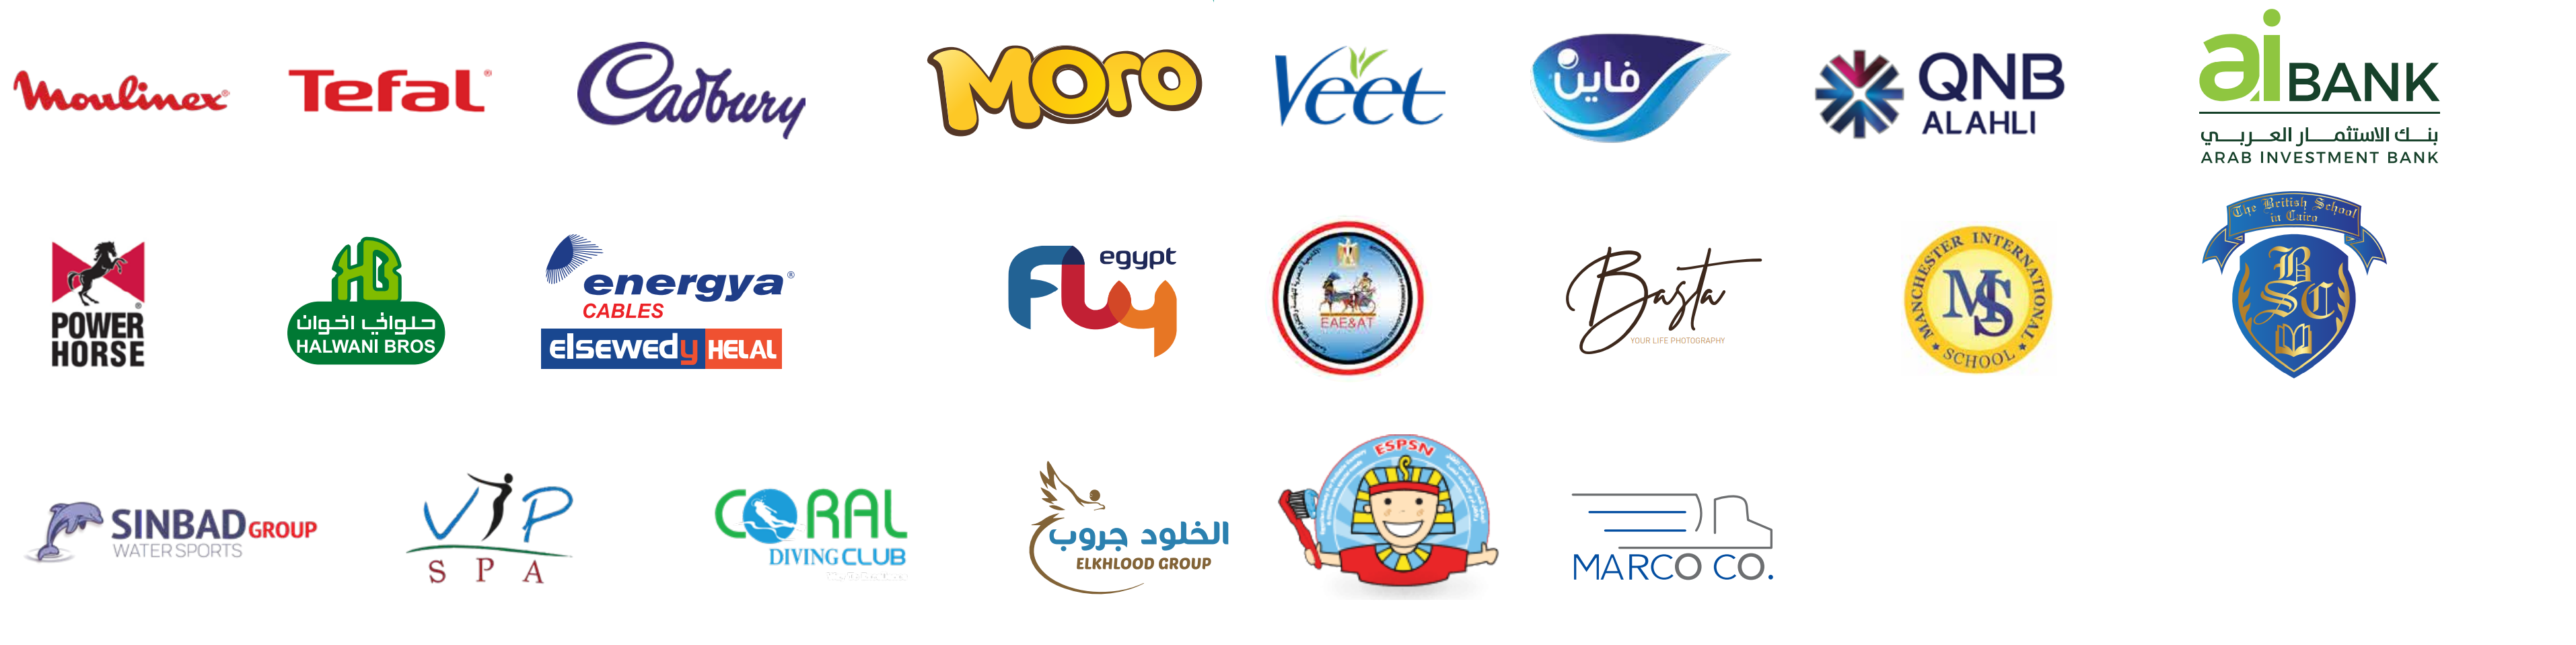 Moulinex®
Tefal®
Cadbury
MORO
Veet
فاين
QNB
ALAHLI
ai BANK
بنك الاستثمار العربي
ARAB INVESTMENT BANK
POWER
HORSE
HB
حلواني اخوان
HALWANI BROS
energya®
CABLES
elsewedy HELAL
Fly egypt
EAE&AT
Basta
YOUR LIFE PHOTOGRAPHY
MANCHESTER INTERNATIONAL
MS
SCHOOL
The British School
in Cairo
BSC
SINBAD GROUP
WATER SPORTS
VIP
SPA
CORAL
DIVING CLUB
الخلود جروب
ELKHLOOD GROUP
ESPSN
MARCO CO.